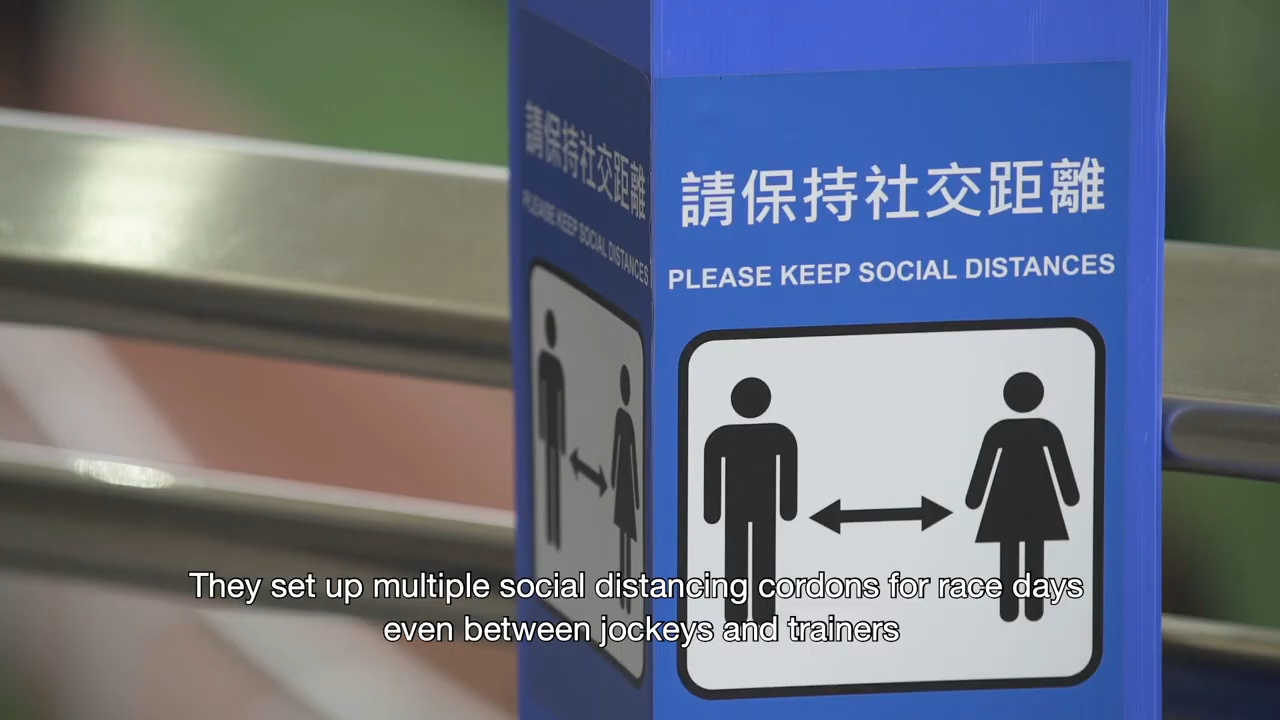 請保持社交距離
PLEASE KEEP SOCIAL DISTANCES
請保持社交距離
PLEASE KEEP SOCIAL DISTANCES
They set up multiple social distancing cordons for race days
even between jockeys and trainers